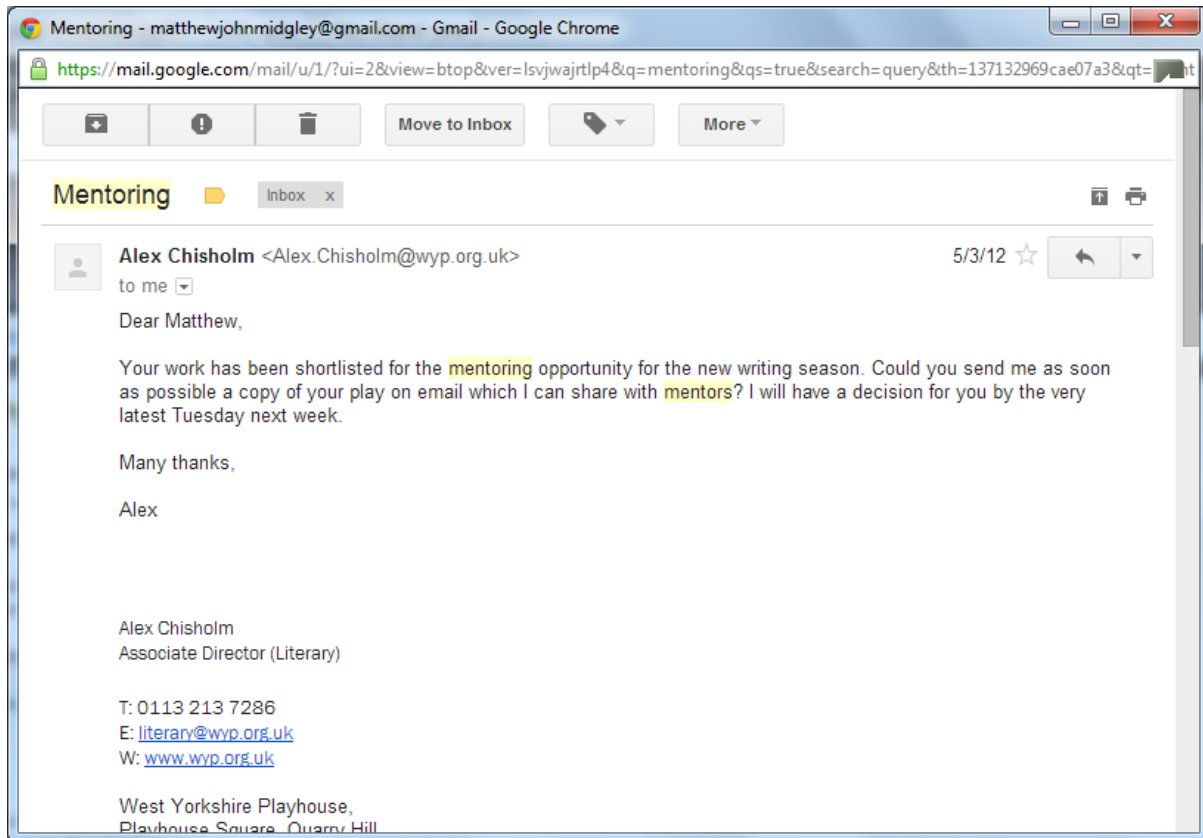 Mentoring - matthewjohnmidgley@gmail.com - Gmail - Google Chrome
https://mail.google.com/mail/u/1/?ui=2&view=btop&ver=lsvjwajrtlp4&q=mentoring&qs=true&search=query&th=137132969cae07a3&qt=
Move to Inbox
More
Mentoring
Inbox x
Alex Chisholm <Alex.Chisholm@wyp.org.uk>
5/3/12
to me
Dear Matthew,
Your work has been shortlisted for the mentoring opportunity for the new writing season. Could you send me as soon
as possible a copy of your play on email which I can share with mentors? I will have a decision for you by the very
latest Tuesday next week.
Many thanks,
Alex
Alex Chisholm
Associate Director (Literary)
T: 0113 213 7286
E: literary@wyp.org.uk
W: www.wyp.org.uk
West Yorkshire Playhouse,
Playhouse Square, Quarry Hill